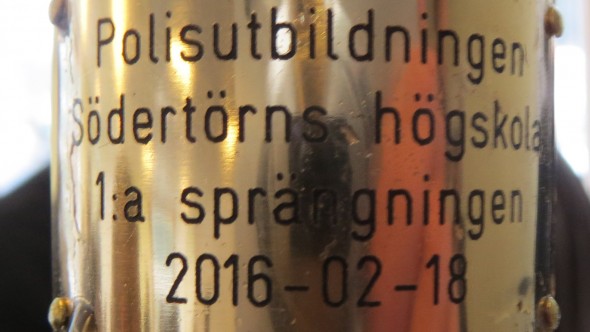 Polisutbildningen
Södertörns högskola
1:a sprängningen
2016-02-18